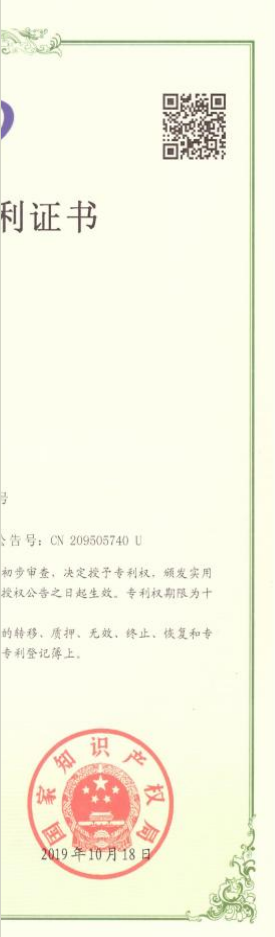 利证书
号
公告号：CN 209505740 U
初步审查，决定授予专利权，颁发实用
授权公告之日起生效。专利权期限为十
的转移、质押、无效、终止、恢复和专
专利登记簿上。
国家知识产权局
2019年10月18日